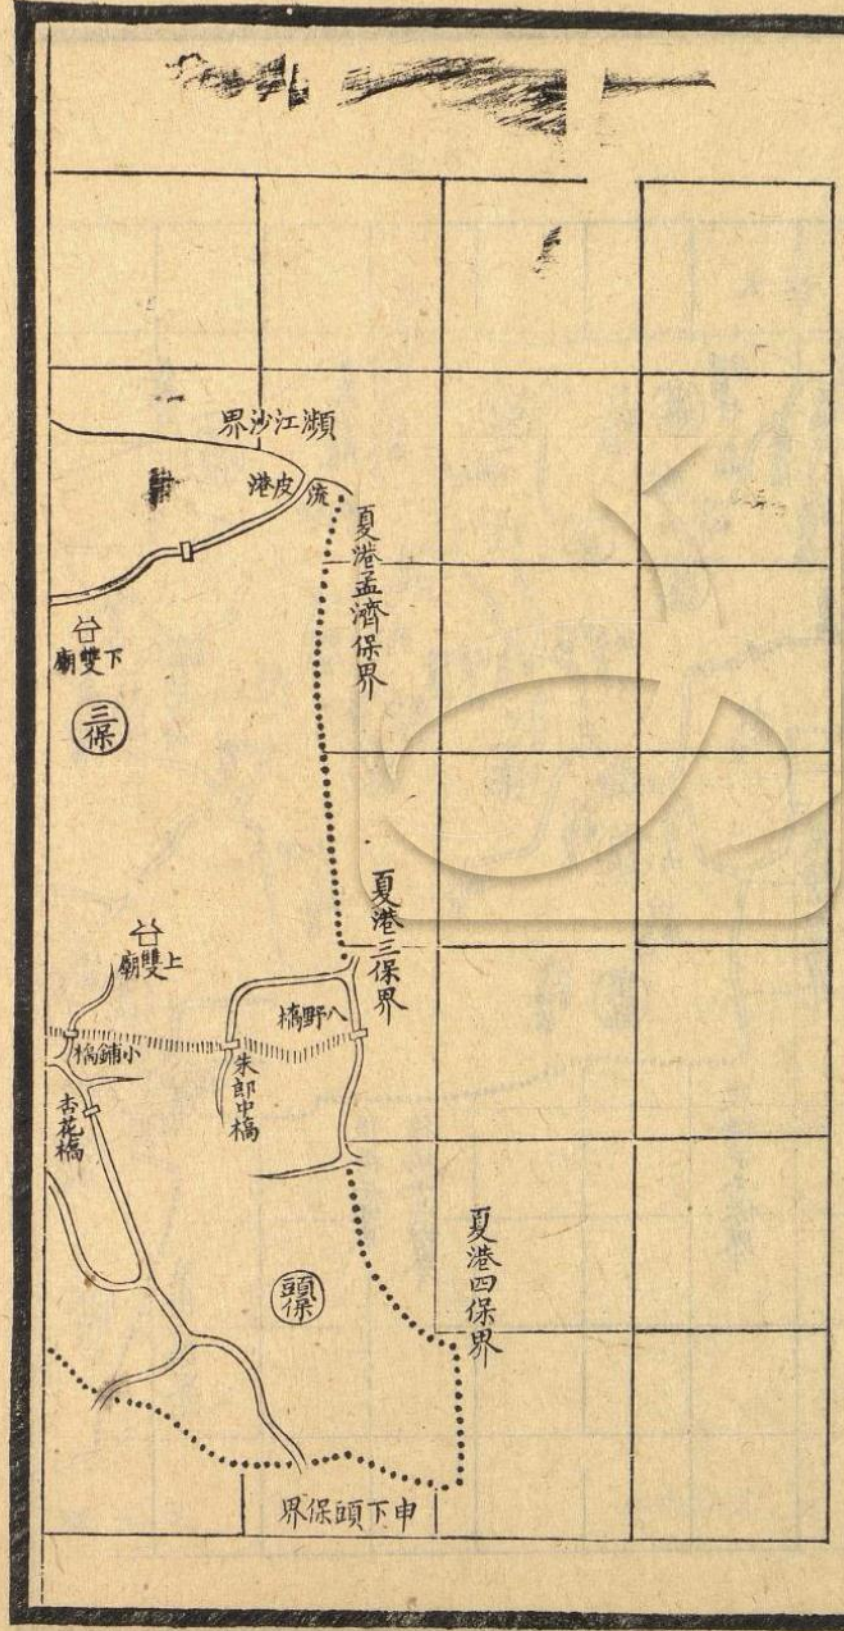 瀕江沙界
流皮港
夏港孟濟保界
下雙廟
三保
夏港三保界
上雙廟
八野橋
小鋪橋
朱郎中橋
杏花橋
夏港四保界
頭保
申下頭保界